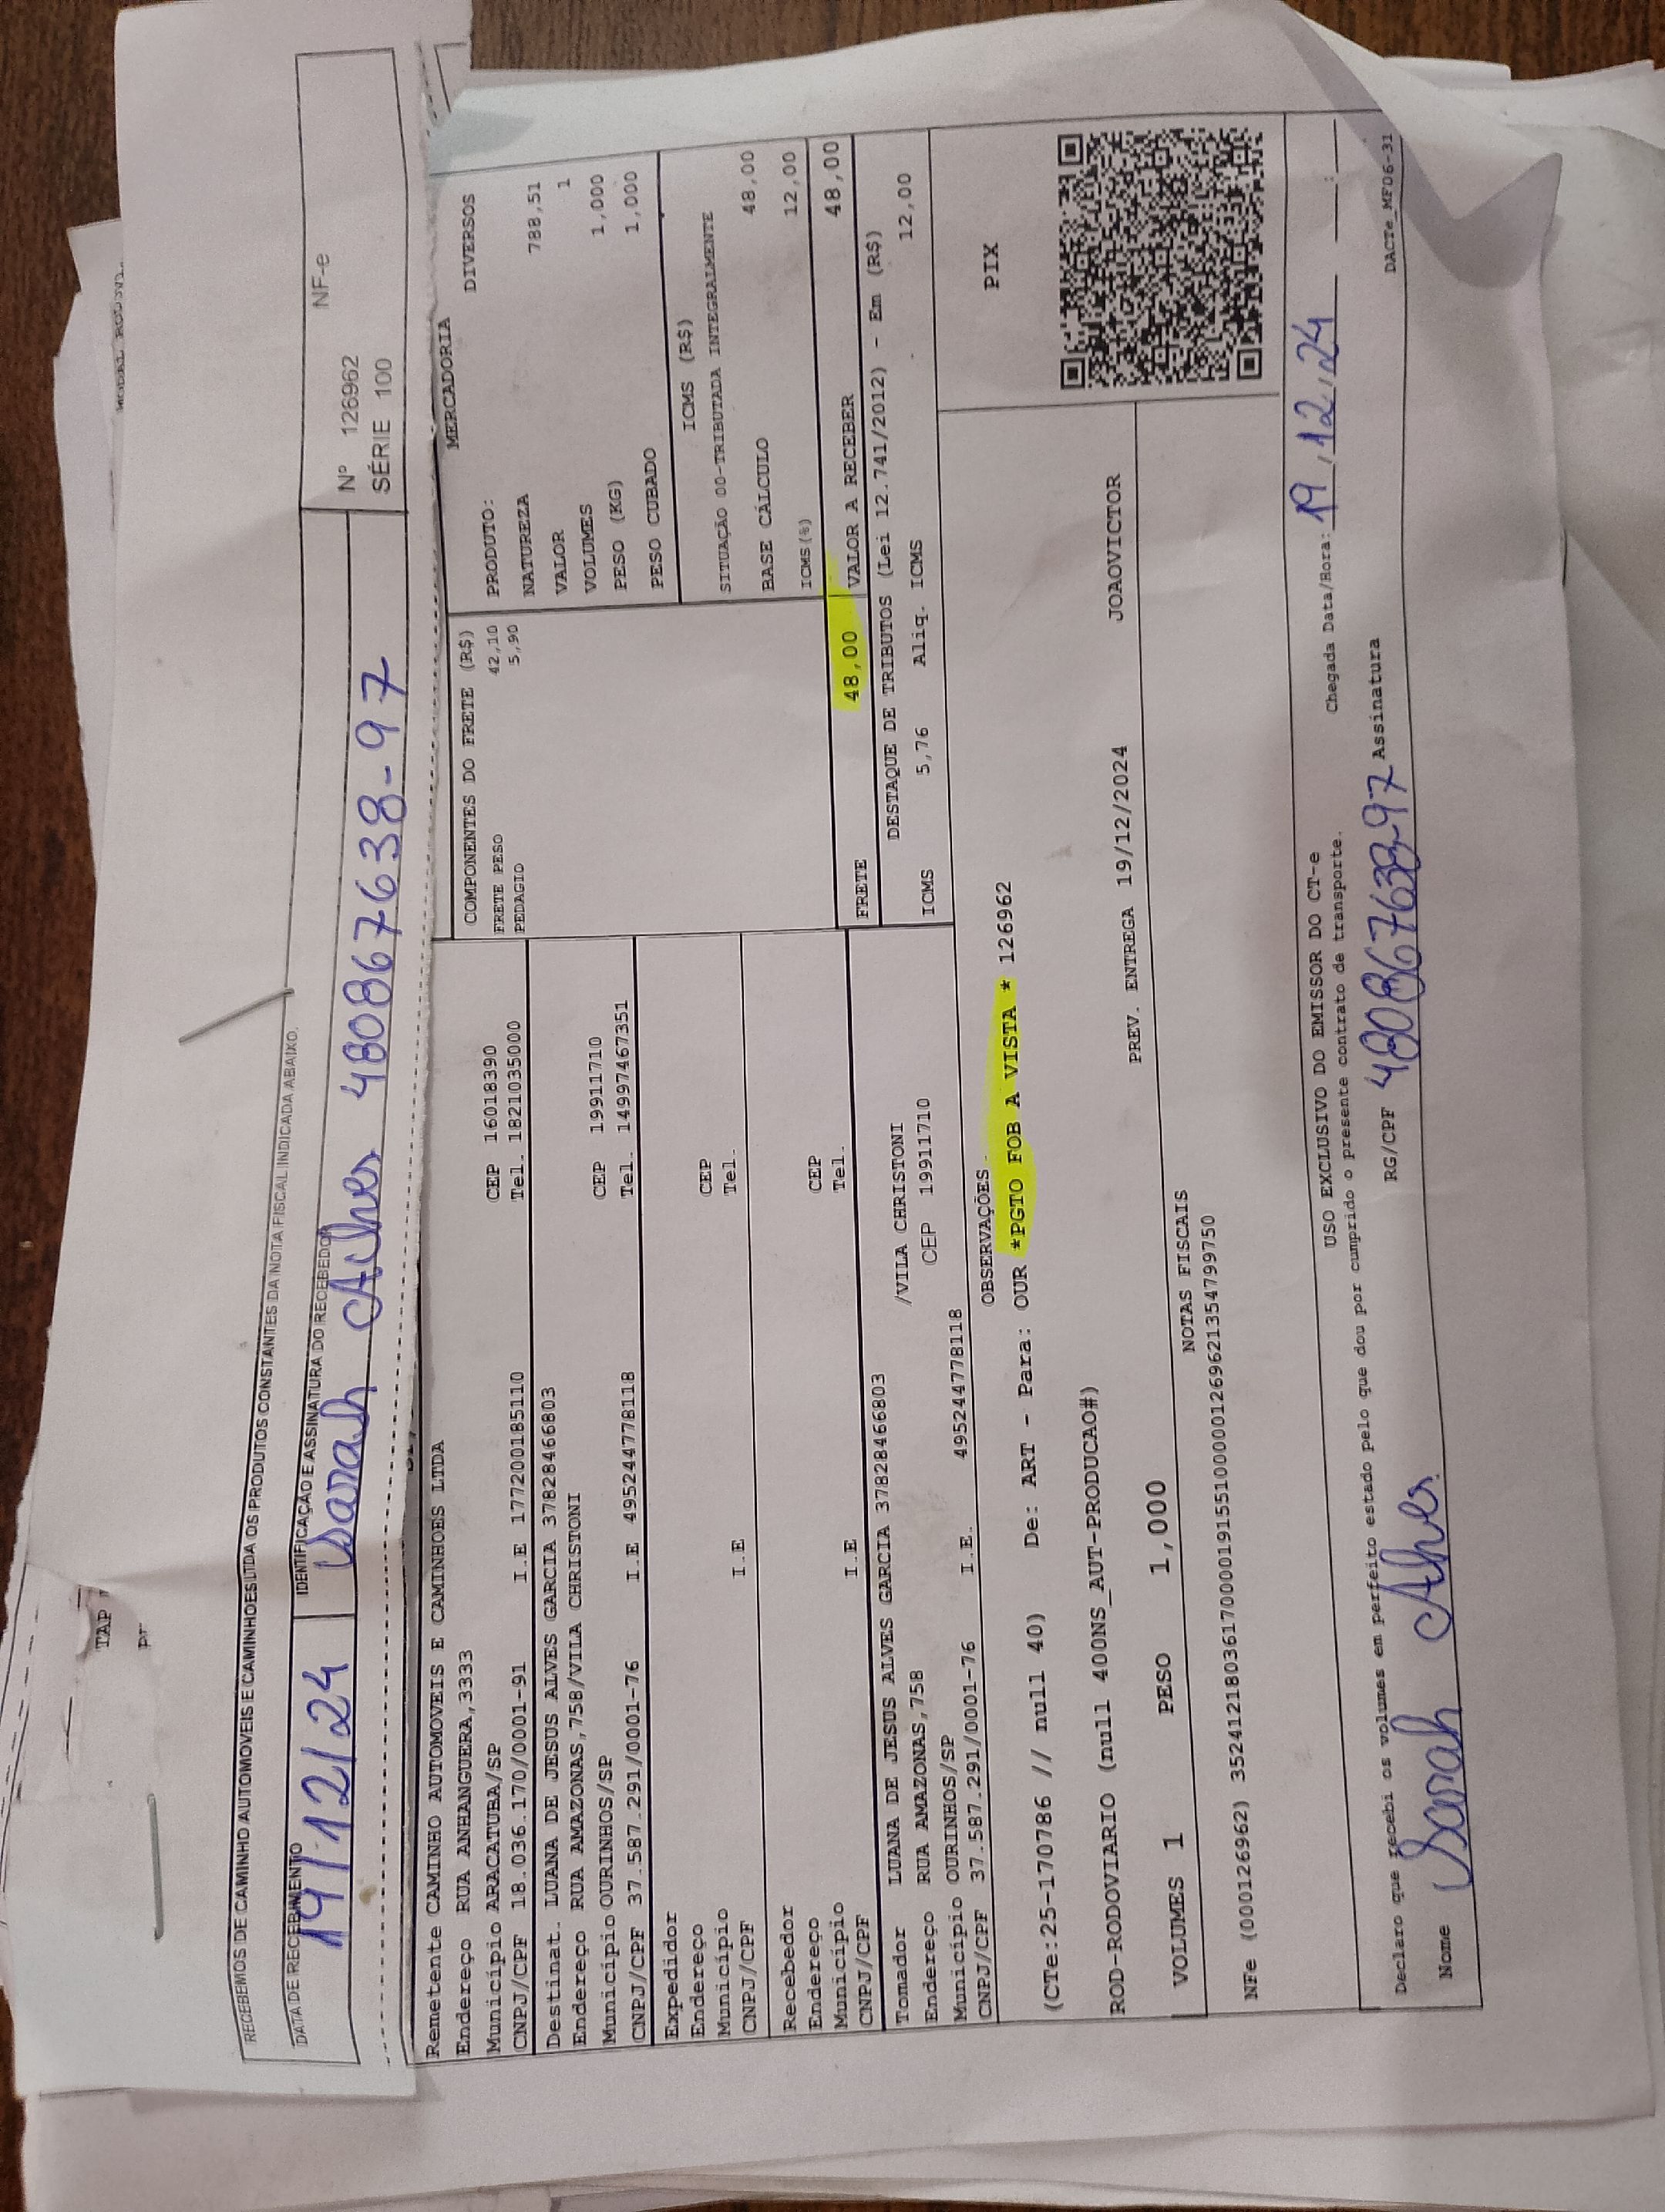 MODAL RODOV.
TAP
RECEBEMOS DE CAMINHO AUTOMOVEIS E CAMINHOES LTDA OS PRODUTOS CONSTANTES DA NOTA FISCAL INDICADA ABAIXO.
DATA DE RECEBIMENTO
19/12/24
IDENTIFICAÇÃO E ASSINATURA DO RECEBEDOR
Sarah Alves 480867638-97
NF-e
Nº 126962
SÉRIE 100
Remetente CAMINHO AUTOMOVEIS E CAMINHOES LTDA
Endereço RUA ANHANGUERA,3333
Município ARACATUBA/SP CEP 16018390
CNPJ/CPF 18.036.170/0001-91 I.E 177200185110 Tel. 1821035000
Destinat. LUANA DE JESUS ALVES GARCIA 37828466803
Endereço RUA AMAZONAS,758/VILA CHRISTONI
Município OURINHOS/SP CEP 19911710
CNPJ/CPF 37.587.291/0001-76 I.E 495244778118 Tel. 14997467351
Expedidor
Endereço
Município CEP
CNPJ/CPF I.E Tel.
Recebedor
Endereço
Município CEP
CNPJ/CPF I.E Tel.
Tomador LUANA DE JESUS ALVES GARCIA 37828466803
Endereço RUA AMAZONAS,758 /VILA CHRISTONI
Município OURINHOS/SP CEP 19911710
CNPJ/CPF 37.587.291/0001-76 I.E. 495244778118
COMPONENTES DO FRETE (R$)
FRETE PESO 42,10
PEDAGIO 5,90
MERCADORIA
PRODUTO: DIVERSOS
NATUREZA
VALOR 788,51
VOLUMES 1
PESO (KG) 1,000
PESO CUBADO 1,000
ICMS (R$)
SITUAÇÃO 00-TRIBUTADA INTEGRALMENTE
BASE CÁLCULO 48,00
ICMS(%) 12,00
FRETE 48,00 VALOR A RECEBER 48,00
DESTAQUE DE TRIBUTOS (Lei 12.741/2012) - Em (R$)
ICMS 5,76 Aliq. ICMS 12,00
OBSERVAÇÕES
(CTe:25-170786 // null 40) De: ART - Para: OUR *PGTO FOB A VISTA * 126962
PIX
ROD-RODOVIARIO (null 400NS_AUT-PRODUCAO#) PREV. ENTREGA 19/12/2024 JOAOVICTOR
VOLUMES 1 PESO 1,000
NOTAS FISCAIS
NFe (000126962) 35241218036170000191551000001269621354799750
USO EXCLUSIVO DO EMISSOR DO CT-e
Chegada Data/Hora: 19/12/24 :
Declaro que recebi os volumes em perfeito estado pelo que dou por cumprido o presente contrato de transporte.
Nome Sarah Alves RG/CPF 480867638-97 Assinatura
DACTe_MF06-31